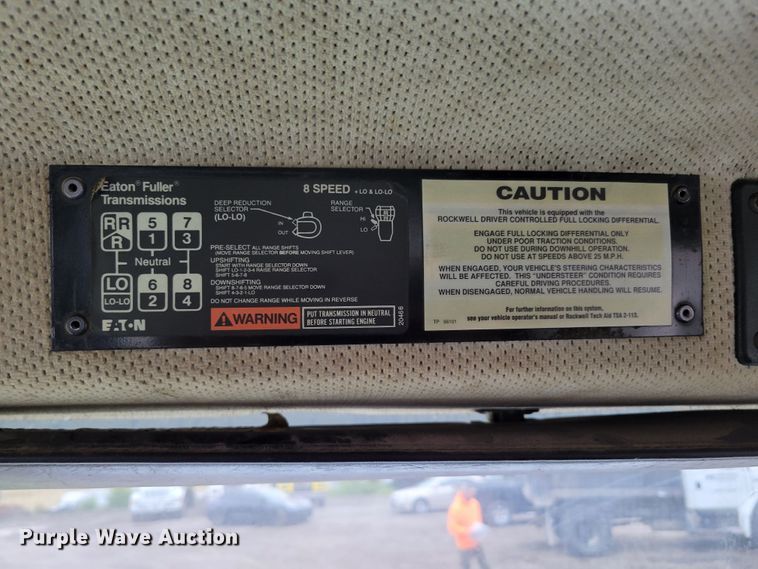 Eaton® Fuller®
Transmissions
R R
R
5
1
7
3
Neutral
LO
LO-LO
6
2
8
4
EATON
8 SPEED + LO & LO-LO
DEEP REDUCTION
SELECTOR
(LO-LO)
IN
OUT
RANGE
SELECTOR
HI
LO
PRE-SELECT ALL RANGE SHIFTS
(MOVE RANGE SELECTOR BEFORE MOVING SHIFT LEVER)
UPSHIFTING
START WITH RANGE SELECTOR DOWN
SHIFT LO-1-2-3-4 RAISE RANGE SELECTOR
SHIFT 5-6-7-8
DOWNSHIFTING
SHIFT 8-7-6-5 MOVE RANGE SELECTOR DOWN
SHIFT 4-3-2-1-LO
DO NOT CHANGE RANGE WHILE MOVING IN REVERSE
WARNING
PUT TRANSMISSION IN NEUTRAL
BEFORE STARTING ENGINE
20466
CAUTION
This vehicle is equipped with the
ROCKWELL DRIVER CONTROLLED FULL LOCKING DIFFERENTIAL.
ENGAGE FULL LOCKING DIFFERENTIAL ONLY
UNDER POOR TRACTION CONDITIONS.
DO NOT USE DURING DOWNHILL OPERATION.
DO NOT USE AT SPEEDS ABOVE 25 M.P.H.
WHEN ENGAGED, YOUR VEHICLE'S STEERING CHARACTERISTICS
WILL BE AFFECTED. THIS "UNDERSTEER" CONDITION REQUIRES
CAREFUL DRIVING PROCEDURES.
WHEN DISENGAGED, NORMAL VEHICLE HANDLING WILL RESUME.
For further information on this system,
see your vehicle operator's manual or Rockwell Tech Aid TSA 2-11S.
TP
Purple Wave Auction